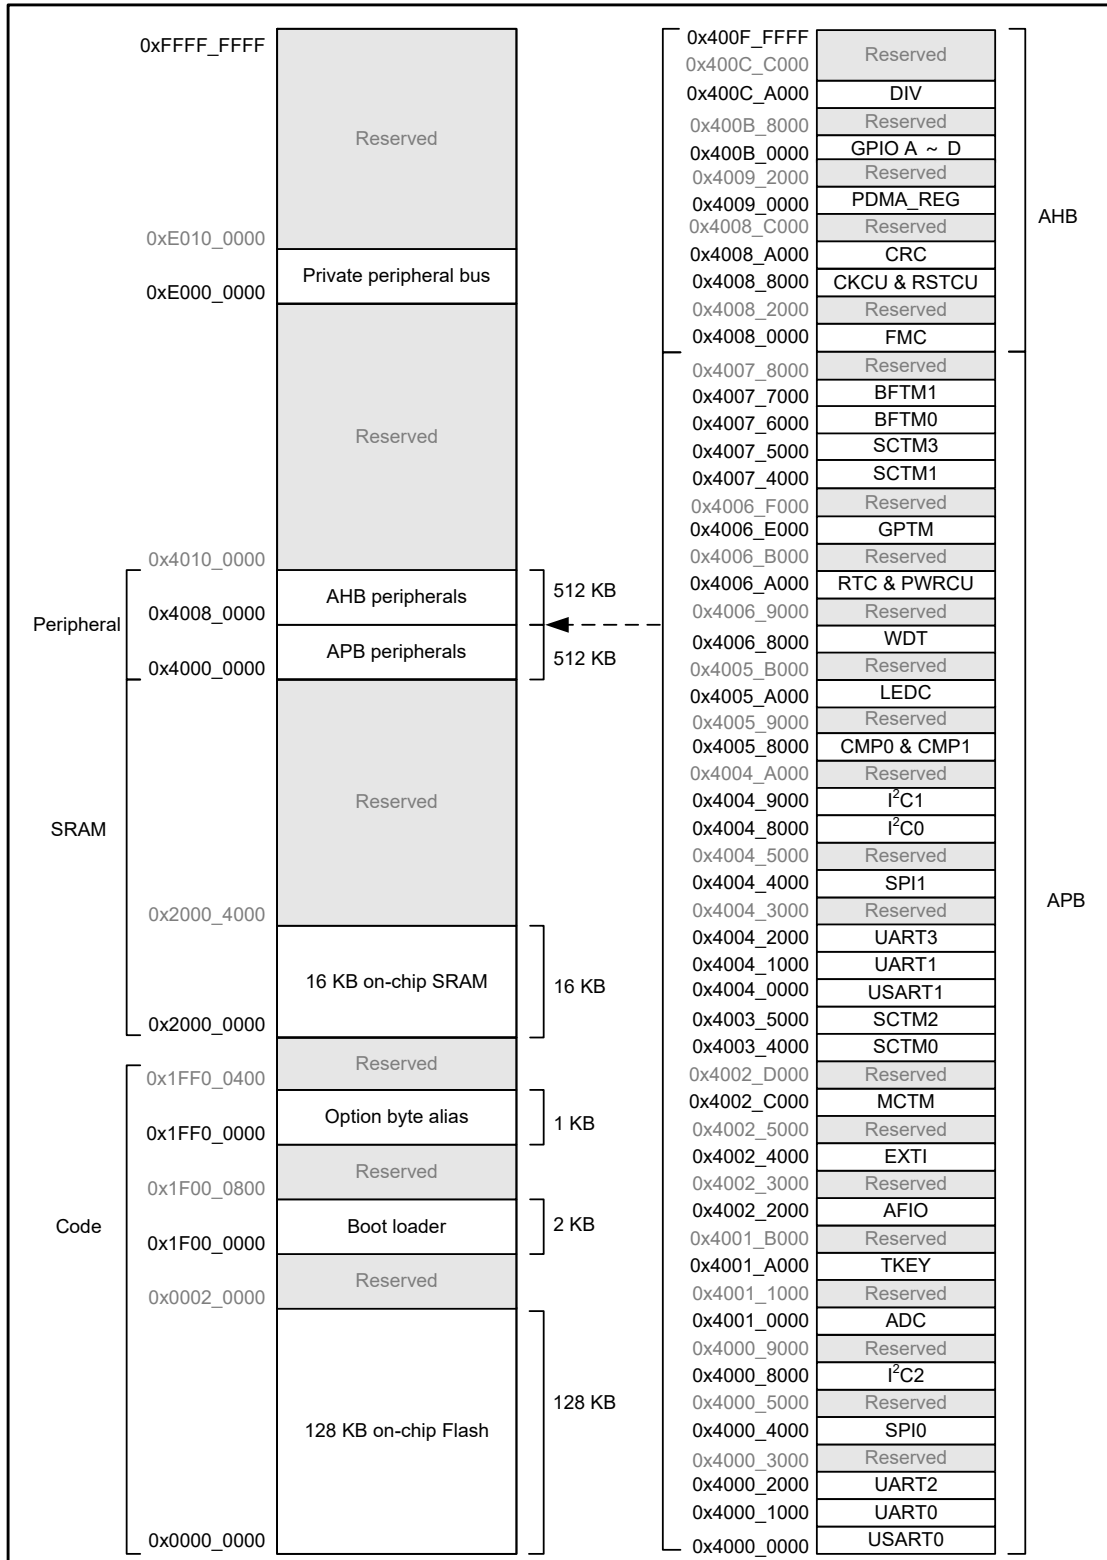 0xFFFF_FFFF
Reserved
0xE010_0000
Private peripheral bus
0xE000_0000
Reserved
0x4010_0000
AHB peripherals
512 KB
0x4008_0000
Peripheral
APB peripherals
512 KB
0x4000_0000
Reserved
SRAM
0x2000_4000
16 KB on-chip SRAM
16 KB
0x2000_0000
Reserved
0x1FF0_0400
Option byte alias
1 KB
0x1FF0_0000
Reserved
0x1F00_0800
Code
Boot loader
2 KB
0x1F00_0000
Reserved
0x0002_0000
128 KB on-chip Flash
128 KB
0x0000_0000
0x400F_FFFF
Reserved
0x400C_C000
0x400C_A000 DIV
0x400B_8000 Reserved
0x400B_0000 GPIO A ~ D
0x4009_2000 Reserved
0x4009_0000 PDMA_REG
AHB
0x4008_C000 Reserved
0x4008_A000 CRC
0x4008_8000 CKCU & RSTCU
0x4008_2000 Reserved
0x4008_0000 FMC
0x4007_8000 Reserved
0x4007_7000 BFTM1
0x4007_6000 BFTM0
0x4007_5000 SCTM3
0x4007_4000 SCTM1
0x4006_F000 Reserved
0x4006_E000 GPTM
0x4006_B000 Reserved
0x4006_A000 RTC & PWRCU
0x4006_9000 Reserved
0x4006_8000 WDT
0x4005_B000 Reserved
0x4005_A000 LEDC
0x4005_9000 Reserved
0x4005_8000 CMP0 & CMP1
0x4004_A000 Reserved
0x4004_9000 I²C1
0x4004_8000 I²C0
0x4004_5000 Reserved
0x4004_4000 SPI1
APB
0x4004_3000 Reserved
0x4004_2000 UART3
0x4004_1000 UART1
0x4004_0000 USART1
0x4003_5000 SCTM2
0x4003_4000 SCTM0
0x4002_D000 Reserved
0x4002_C000 MCTM
0x4002_5000 Reserved
0x4002_4000 EXTI
0x4002_3000 Reserved
0x4002_2000 AFIO
0x4001_B000 Reserved
0x4001_A000 TKEY
0x4001_1000 Reserved
0x4001_0000 ADC
0x4000_9000 Reserved
0x4000_8000 I²C2
0x4000_5000 Reserved
0x4000_4000 SPI0
0x4000_3000 Reserved
0x4000_2000 UART2
0x4000_1000 UART0
0x4000_0000 USART0